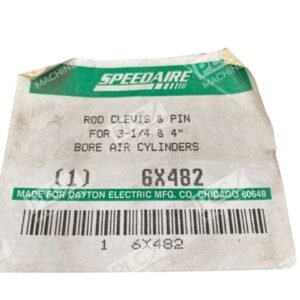 SPEEDAIRE
ROD CLEVIS & PIN
FOR 3-1/4 & 4"
BORE AIR CYLINDERS
(1) 6X482
MADE FOR DAYTON ELECTRIC MFG. CO. CHICAGO 60648
1 6X482